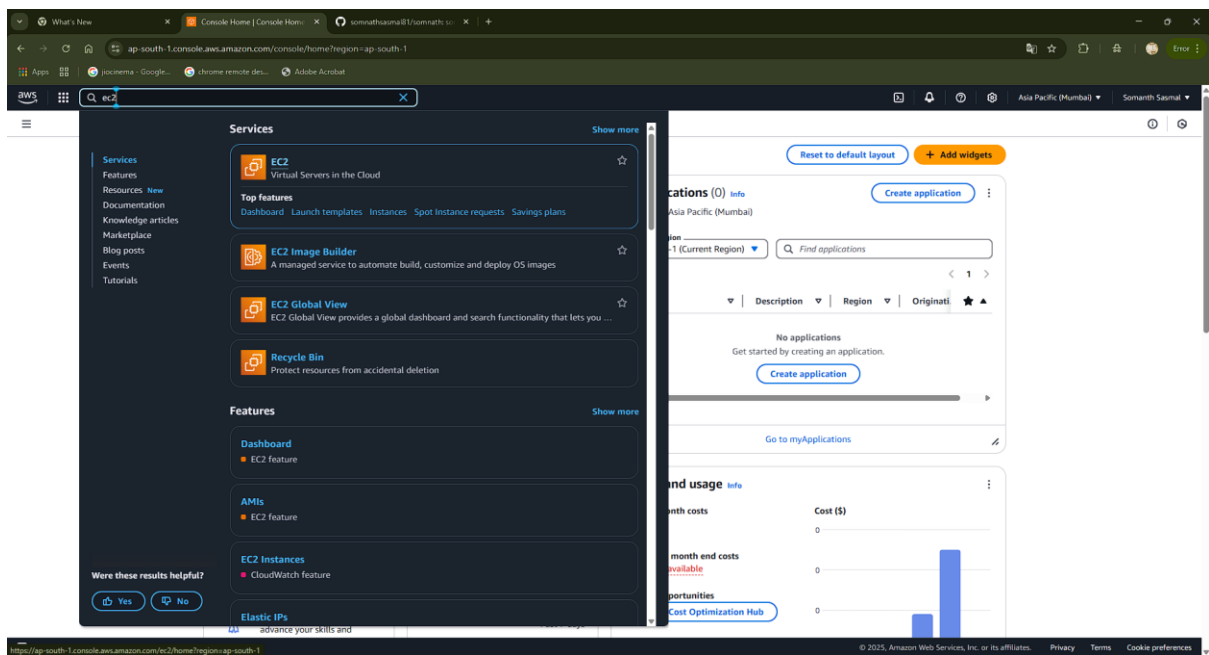 What's New
Console Home | Console Home
somnathsasmal81/somnath: so
ap-south-1.console.aws.amazon.com/console/home?region=ap-south-1
Error
Apps
jiocinema - Google...
chrome remote des...
Adobe Acrobat
aws
ec2
Asia Pacific (Mumbai)
Somanth Sasmal
Services
Features
Resources New
Documentation
Knowledge articles
Marketplace
Blog posts
Events
Tutorials
Were these results helpful?
Yes
No
Services
Show more
EC2
Virtual Servers in the Cloud
Top features
Dashboard Launch templates Instances Spot Instance requests Savings plans
EC2 Image Builder
A managed service to automate build, customize and deploy OS images
EC2 Global View
EC2 Global View provides a global dashboard and search functionality that lets you ...
Recycle Bin
Protect resources from accidental deletion
Features
Show more
Dashboard
EC2 feature
AMIs
EC2 feature
EC2 Instances
CloudWatch feature
Elastic IPs
advance your skills and
Reset to default layout
+ Add widgets
cations (0) Info
Create application
Asia Pacific (Mumbai)
gion
-1 (Current Region)
Find applications
1
Description
Region
Originati
No applications
Get started by creating an application.
Create application
Go to myApplications
and usage Info
onth costs
Cost ($)
0
month end costs
available
0
portunities
Cost Optimization Hub
0
https://ap-south-1.console.aws.amazon.com/ec2/home?region=ap-south-1
© 2025, Amazon Web Services, Inc. or its affiliates. Privacy Terms Cookie preferences